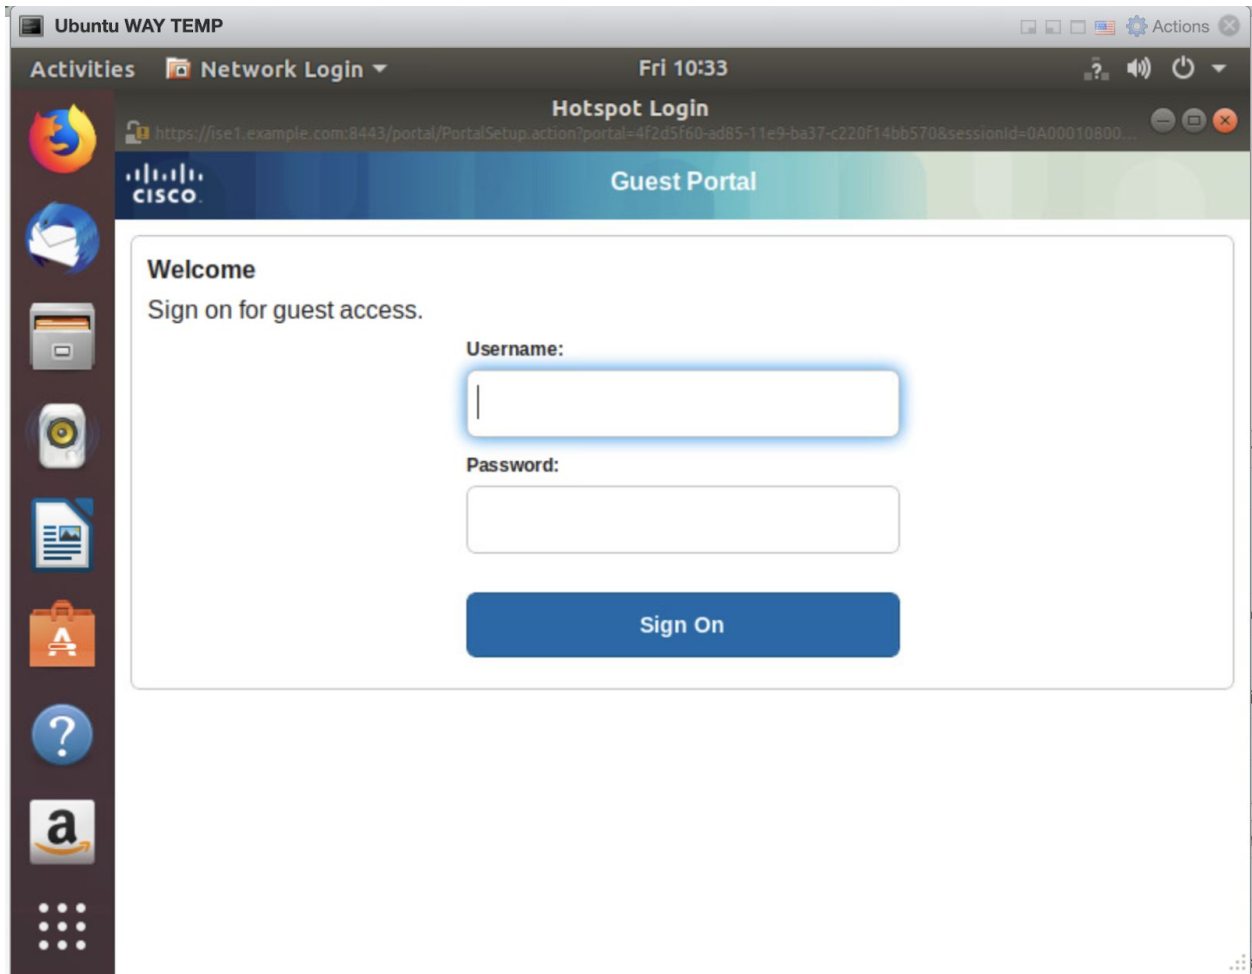 Ubuntu WAY TEMP
Actions
Activities
Network Login
Fri 10:33
?
Hotspot Login
https://ise1.example.com:8443/portal/PortalSetup.action?portal=4f2d5f60-ad85-11e9-ba37-c220f14bb570&sessionId=0A00010800...
CISCO
Guest Portal
Welcome
Sign on for guest access.
Username:
Password:
Sign On
A
?
a